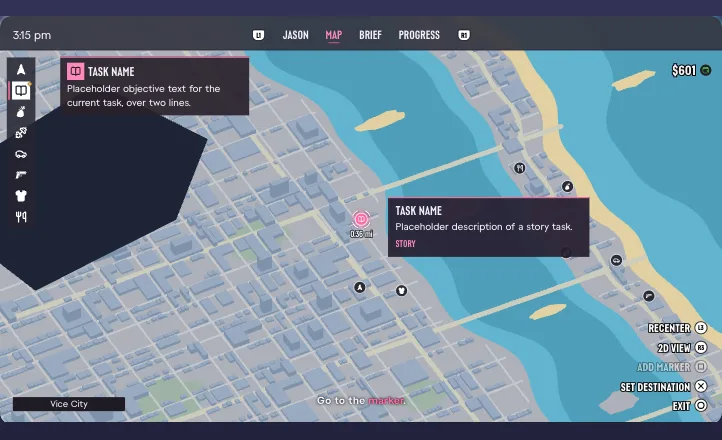 3:15 pm
L1 JASON MAP BRIEF PROGRESS R1
$601
TASK NAME
Placeholder objective text for the
current task, over two lines.
TASK NAME
Placeholder description of a story task.
STORY
0.36 mi
RECENTER L3
2D VIEW R3
ADD MARKER
SET DESTINATION
EXIT
Go to the marker.
Vice City